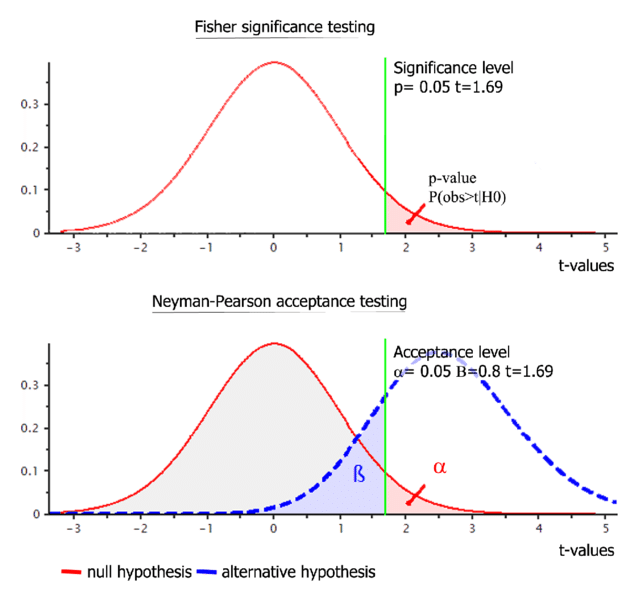 Fisher significance testing
Significance level
p= 0.05 t=1.69
0.3
0.2
0.1
0
p-value
P(obs>t|H0)
-3 -2 -1 0 1 2 3 4 5
t-values
Neyman-Pearson acceptance testing
Acceptance level
α= 0.05 B=0.8 t=1.69
0.3
0.2
0.1
0
ß
α
-3 -2 -1 0 1 2 3 4 5
t-values
null hypothesis alternative hypothesis